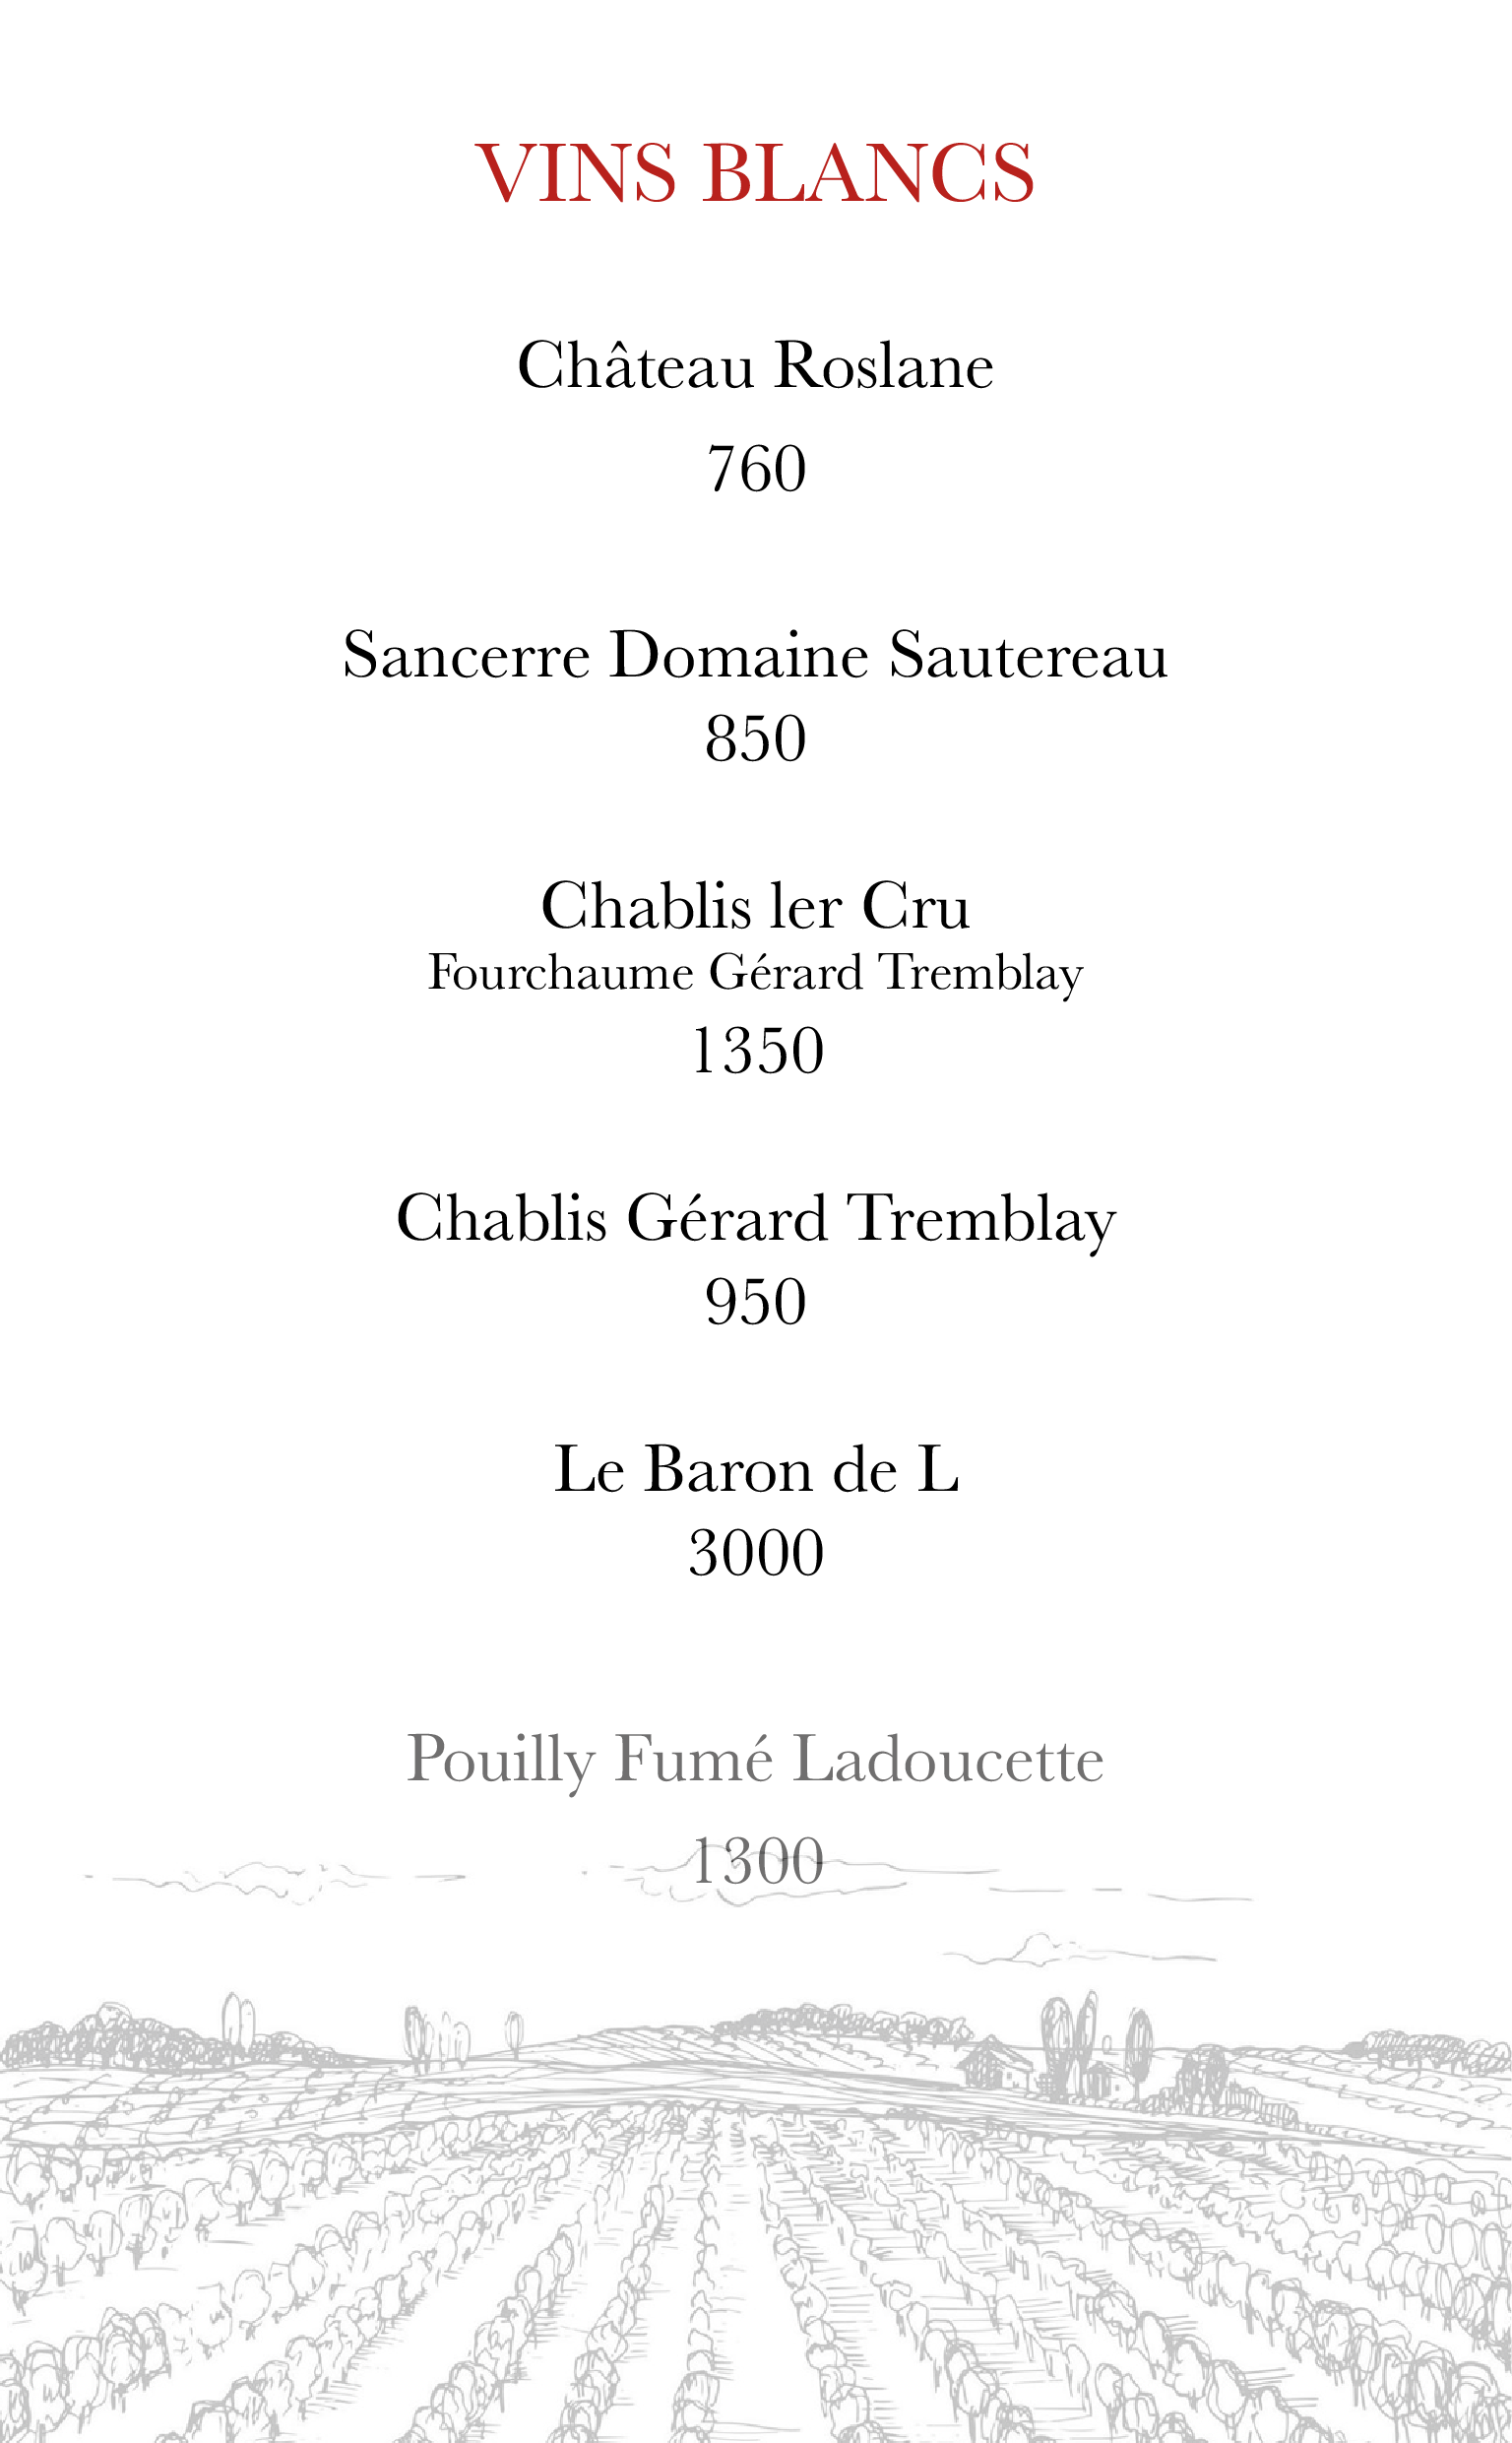 VINS BLANCS
Château Roslane
760
Sancerre Domaine Sautereau
850
Chablis ler Cru
Fourchaume Gérard Tremblay
1350
Chablis Gérard Tremblay
950
Le Baron de L
3000
Pouilly Fumé Ladoucette
1300